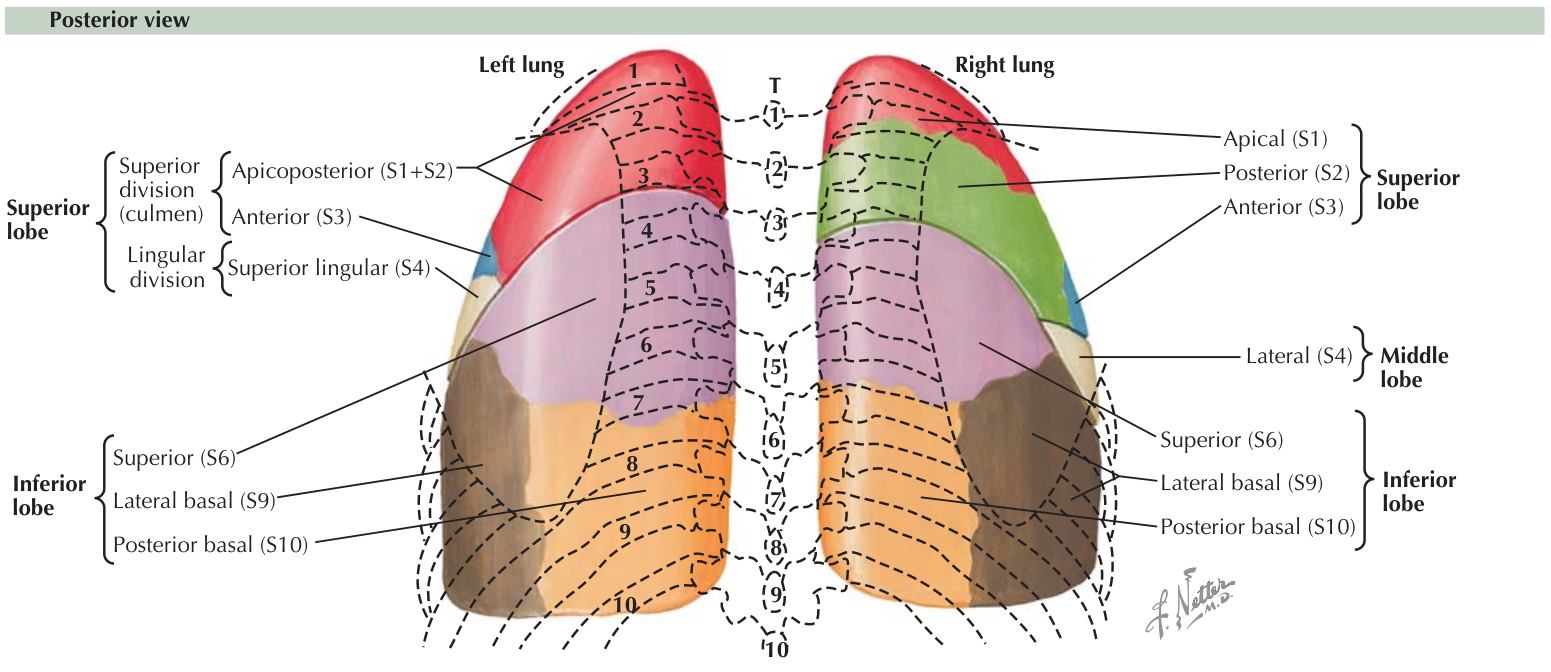 Posterior view
Left lung
Right lung
T
1
2
3
4
5
6
7
8
9
10
1
2
3
4
5
6
7
8
9
10
Superior
lobe
Superior
division
(culmen)
Apicoposterior (S1+S2)
Anterior (S3)
Lingular
division
Superior lingular (S4)
Inferior
lobe
Superior (S6)
Lateral basal (S9)
Posterior basal (S10)
Apical (S1)
Posterior (S2)
Anterior (S3)
Superior
lobe
Lateral (S4)
Middle
lobe
Superior (S6)
Lateral basal (S9)
Posterior basal (S10)
Inferior
lobe
F. Netter
M.D.